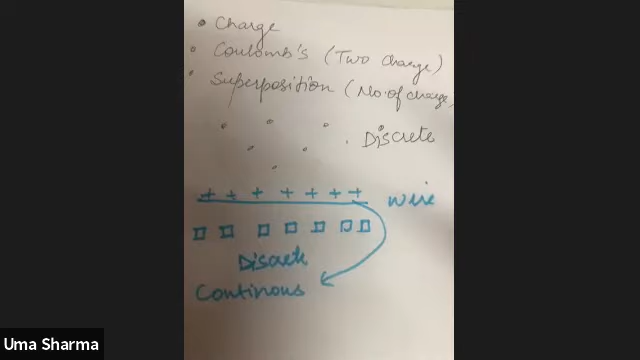 • Charge
• Coulomb's (Two charge)
• Superposition (No. of charge)
Discrete
+ + + + + + +
wire
Discrete
Continous
Uma Sharma